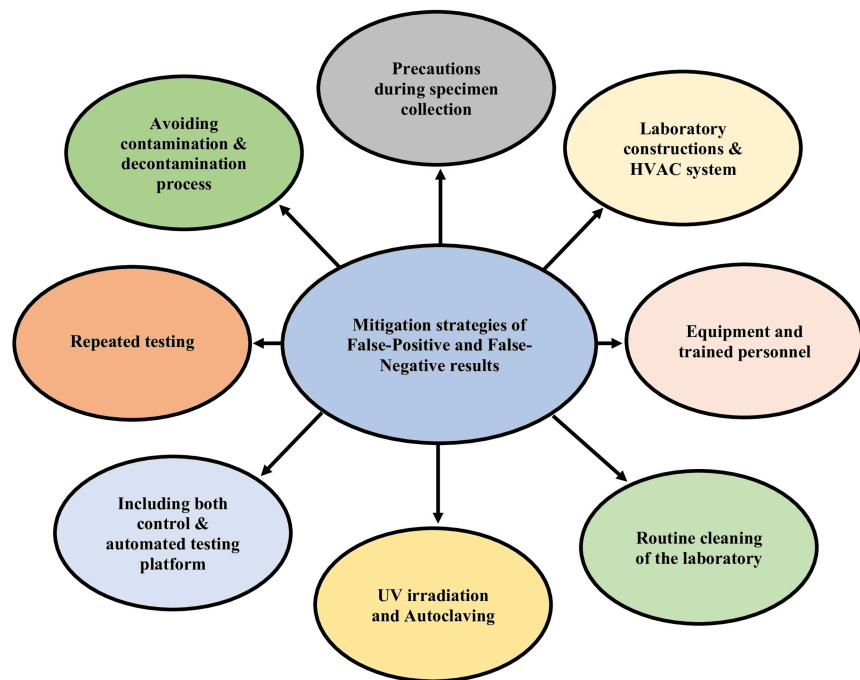 Precautions
during specimen
collection
Avoiding
contamination &
decontamination
process
Laboratory
constructions &
HVAC system
Repeated testing
Mitigation strategies of
False-Positive and False-
Negative results
Equipment and
trained personnel
Including both
control &
automated testing
platform
Routine cleaning
of the laboratory
UV irradiation
and Autoclaving